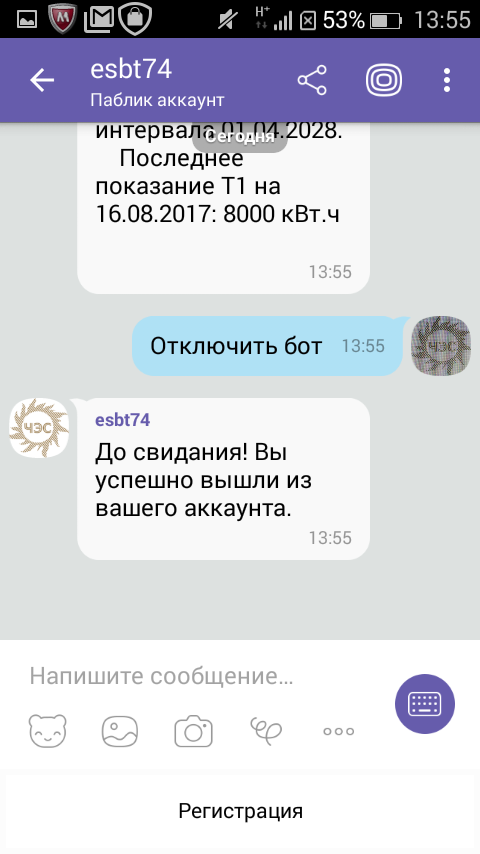 H+ 53% 13:55
esbt74
Паблик аккаунт
интервала 01.04.2028.
Сегодня
Последнее
показание Т1 на
16.08.2017: 8000 кВт.ч
13:55
Отключить бот 13:55
ЧЭС
ЧЭС
esbt74
До свидания! Вы
успешно вышли из
вашего аккаунта.
13:55
Напишите сообщение...
Регистрация